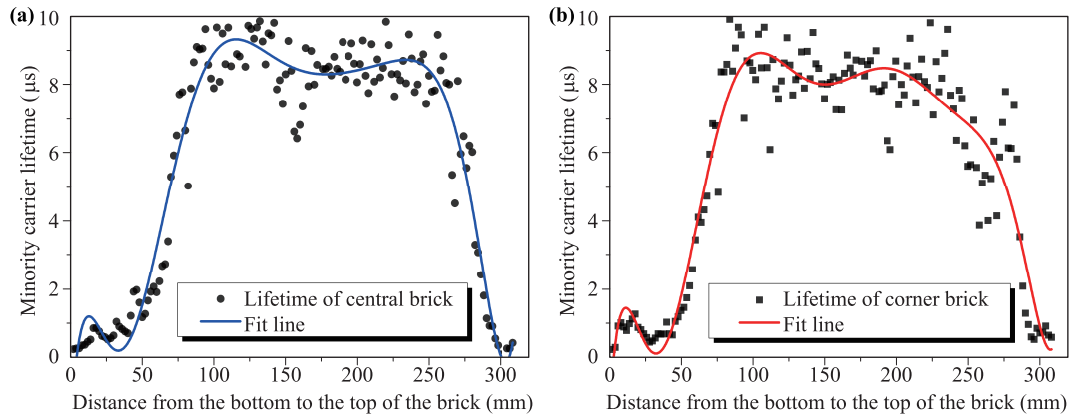 (a)
10
8
6
4
2
0
Minority carrier lifetime (μs)
Lifetime of central brick
Fit line
0 50 100 150 200 250 300
Distance from the bottom to the top of the brick (mm)
(b)
10
8
6
4
2
0
Minority carrier lifetime (μs)
Lifetime of corner brick
Fit line
0 50 100 150 200 250 300
Distance from the bottom to the top of the brick (mm)